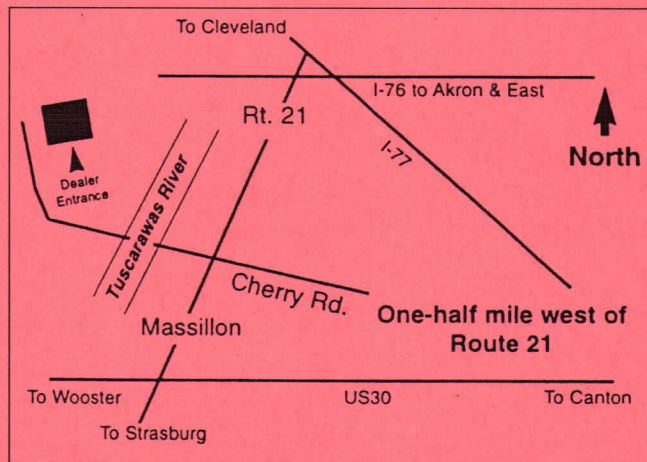 To Cleveland
I-76 to Akron & East
Rt. 21
I-77
North
Dealer
Entrance
Tuscarawas River
Cherry Rd.
One-half mile west of
Route 21
Massillon
To Wooster
US30
To Canton
To Strasburg